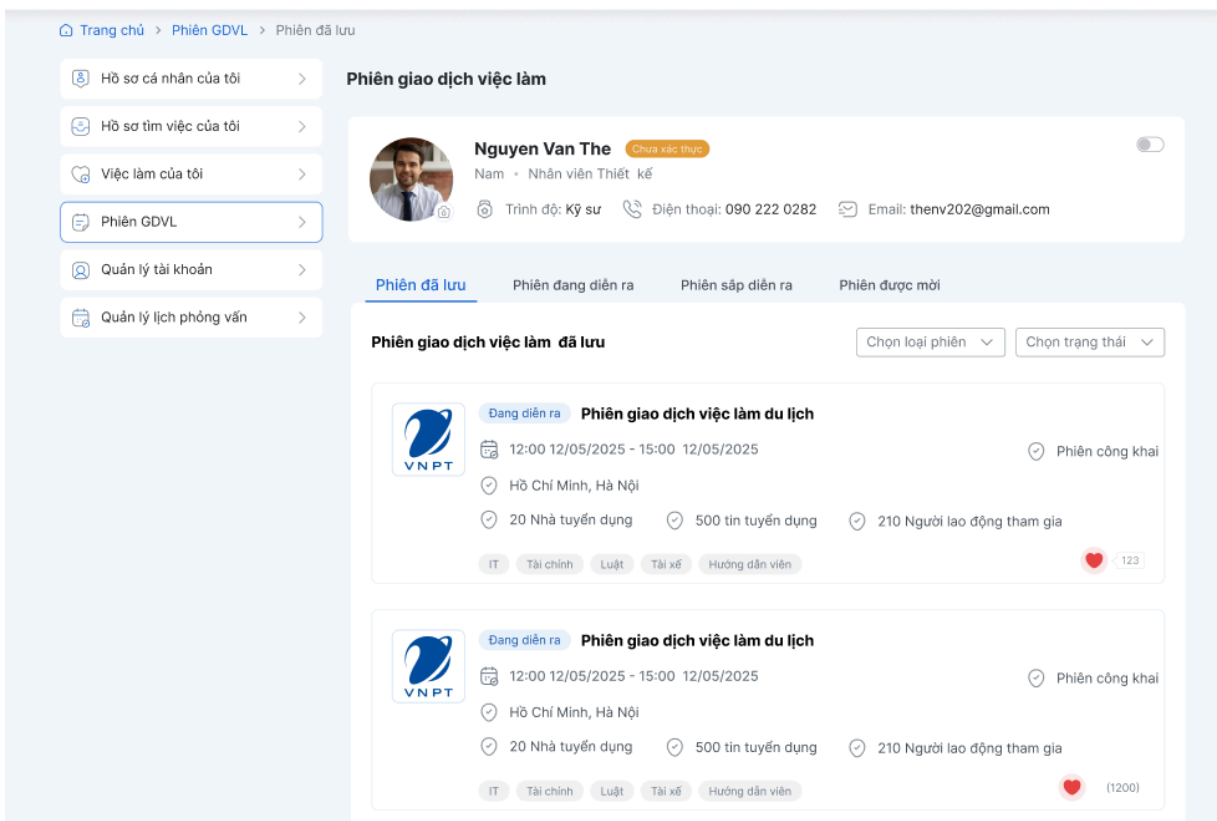 Trang chủ > Phiên GDVL > Phiên đã lưu
Hồ sơ cá nhân của tôi
Hồ sơ tìm việc của tôi
Việc làm của tôi
Phiên GDVL
Quản lý tài khoản
Quản lý lịch phỏng vấn
Phiên giao dịch việc làm
Nguyen Van The Chưa xác thực
Nam • Nhân viên Thiết kế
Trình độ: Kỹ sư Điện thoại: 090 222 0282 Email: thenv202@gmail.com
Phiên đã lưu Phiên đang diễn ra Phiên sắp diễn ra Phiên được mời
Phiên giao dịch việc làm đã lưu Chọn loại phiên Chọn trạng thái
VNPT
Đang diễn ra Phiên giao dịch việc làm du lịch
12:00 12/05/2025 - 15:00 12/05/2025 Phiên công khai
Hồ Chí Minh, Hà Nội
20 Nhà tuyển dụng 500 tin tuyển dụng 210 Người lao động tham gia
IT Tài chính Luật Tài xế Hướng dẫn viên 123
VNPT
Đang diễn ra Phiên giao dịch việc làm du lịch
12:00 12/05/2025 - 15:00 12/05/2025 Phiên công khai
Hồ Chí Minh, Hà Nội
20 Nhà tuyển dụng 500 tin tuyển dụng 210 Người lao động tham gia
IT Tài chính Luật Tài xế Hướng dẫn viên (1200)